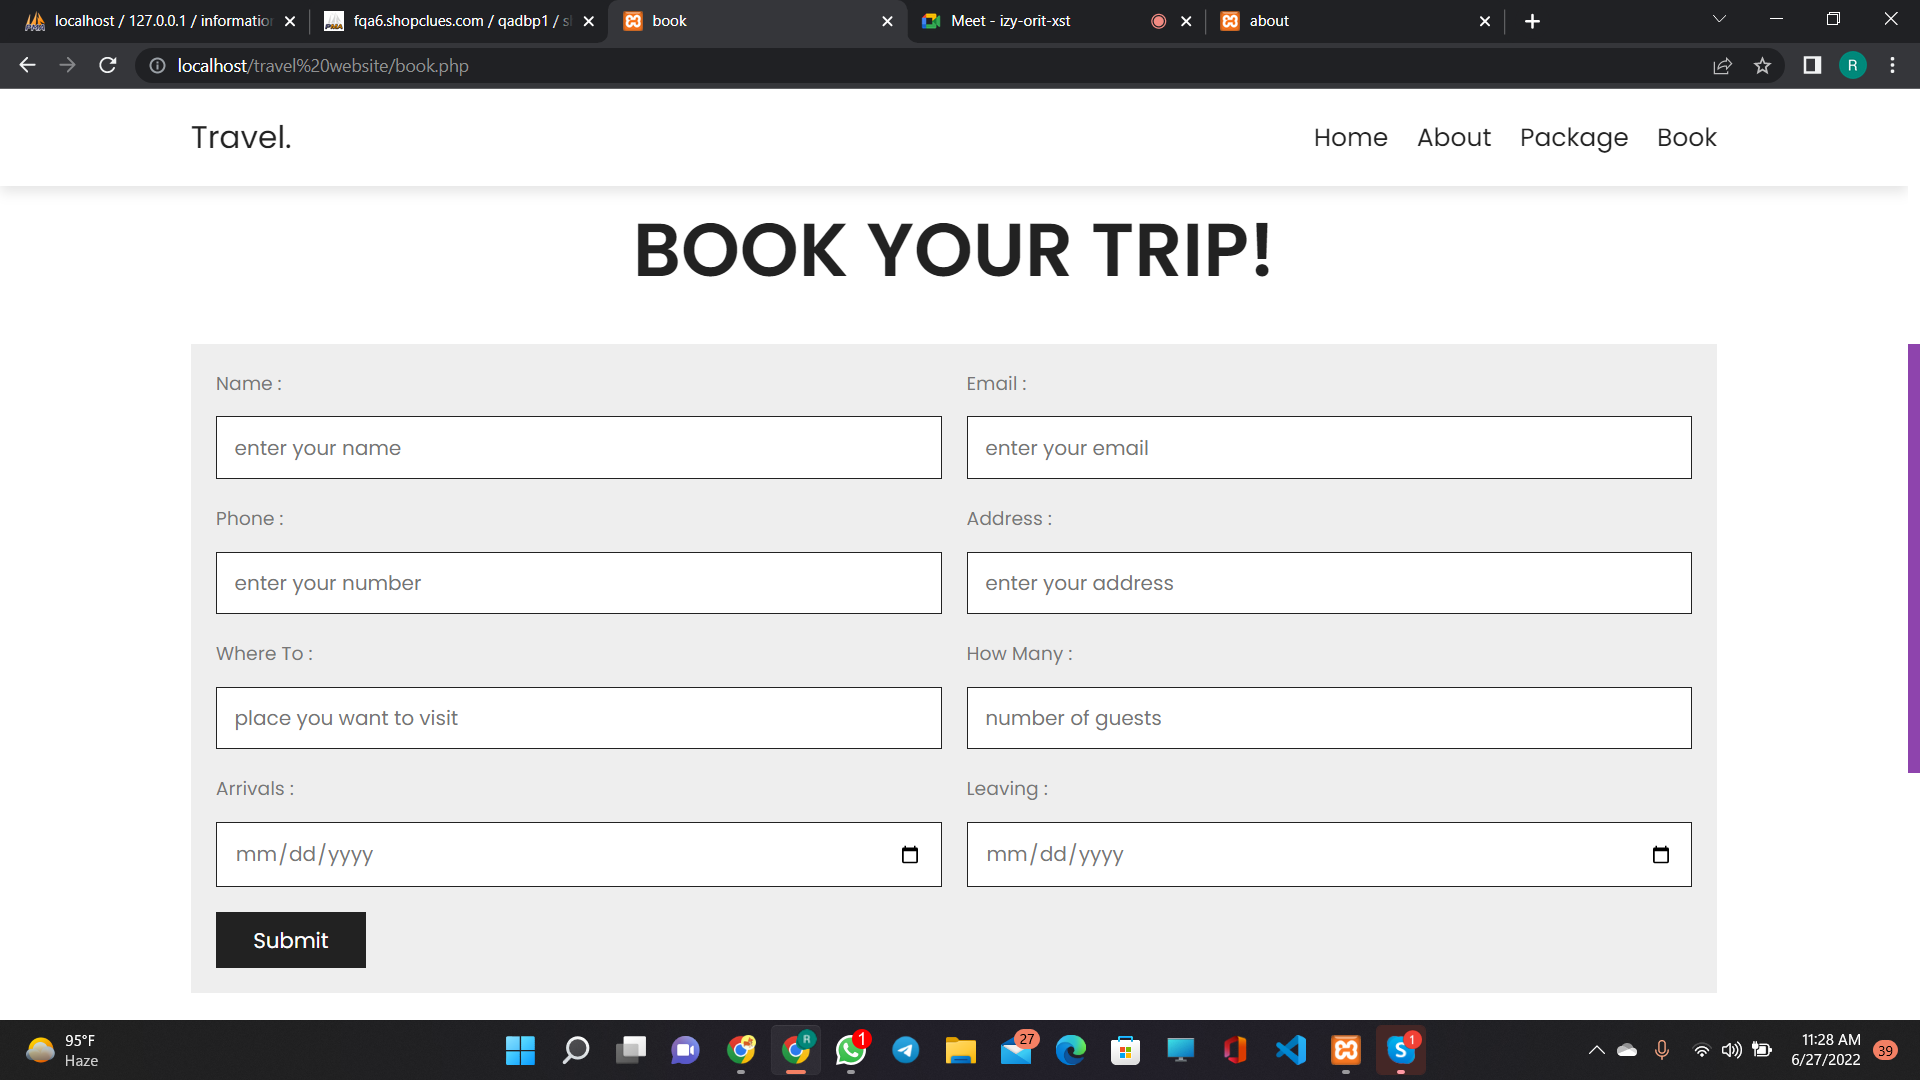 localhost / 127.0.0.1 / information
fqa6.shopclues.com / qadbp1 / s
book
Meet - izy-orit-xst
about
localhost/travel%20website/book.php
R
Travel.
Home About Package Book
BOOK YOUR TRIP!
Name : Email :
enter your name enter your email
Phone : Address :
enter your number enter your address
Where To : How Many :
place you want to visit number of guests
Arrivals : Leaving :
mm/dd/yyyy mm/dd/yyyy
Submit
95°F
Haze
R
1
27
1
11:28 AM
6/27/2022
39